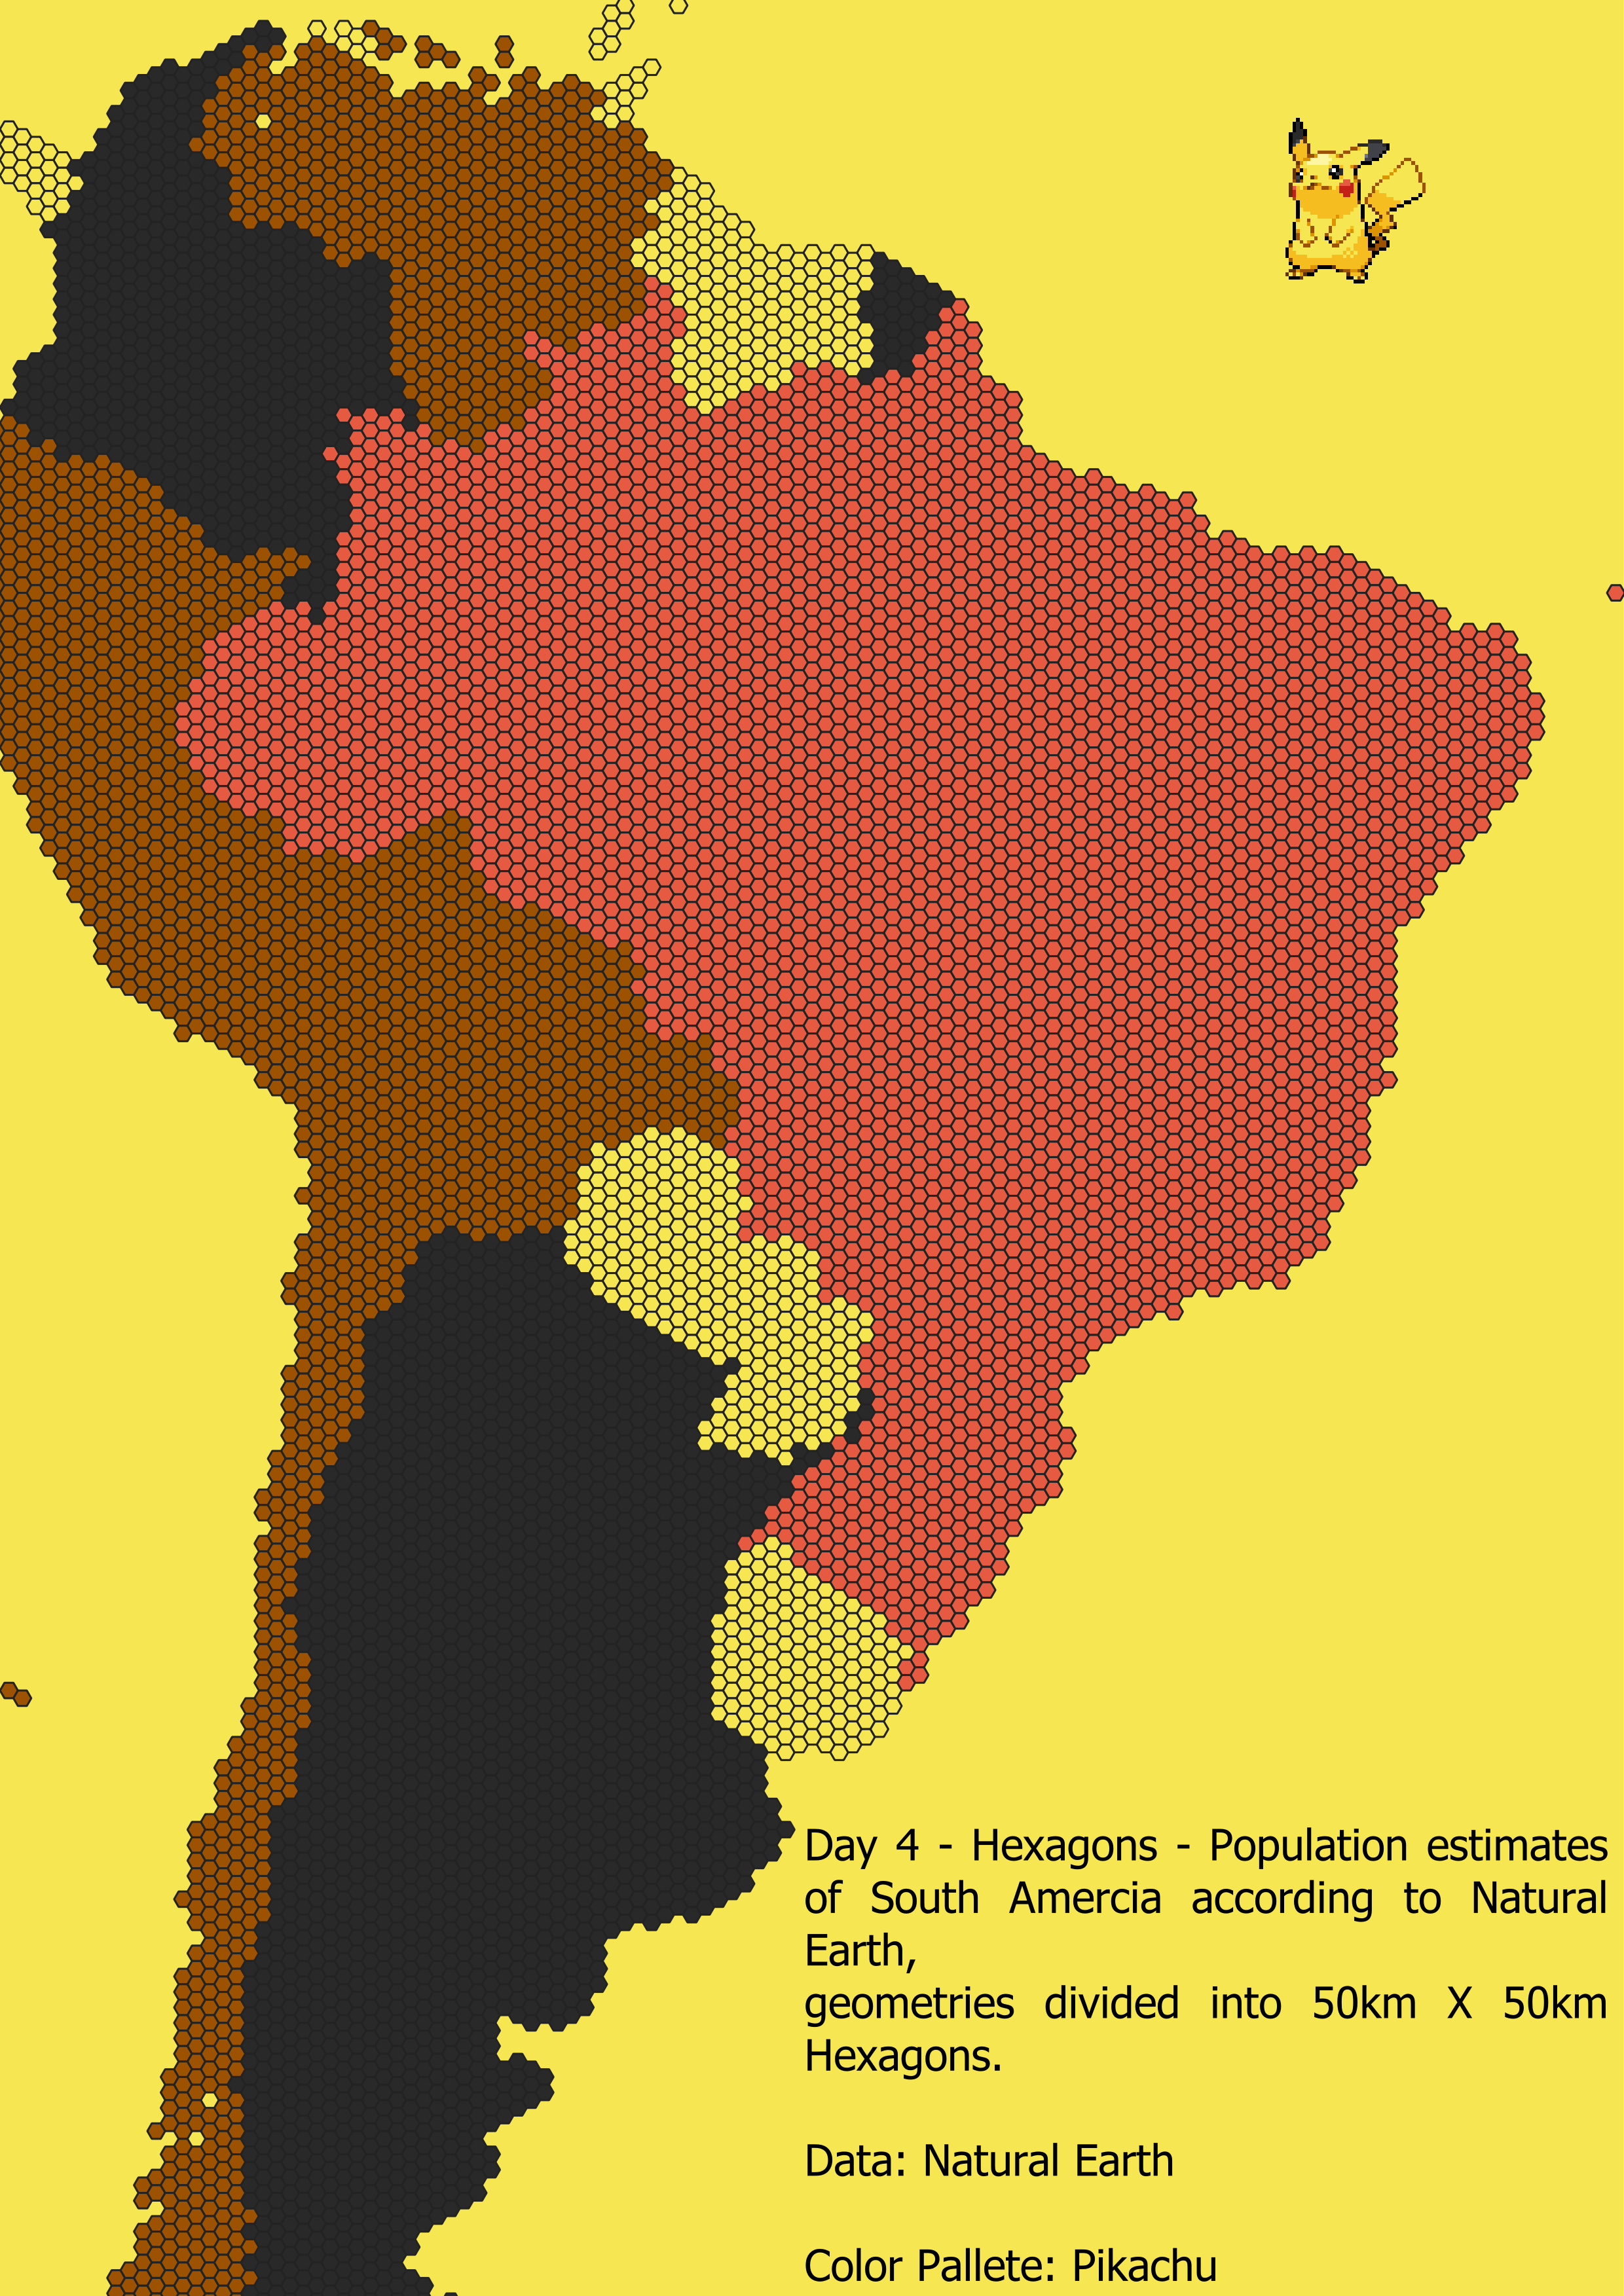 Day 4 - Hexagons - Population estimates
of South Amercia according to Natural
Earth,
geometries divided into 50km X 50km
Hexagons.
Data: Natural Earth
Color Pallete: Pikachu